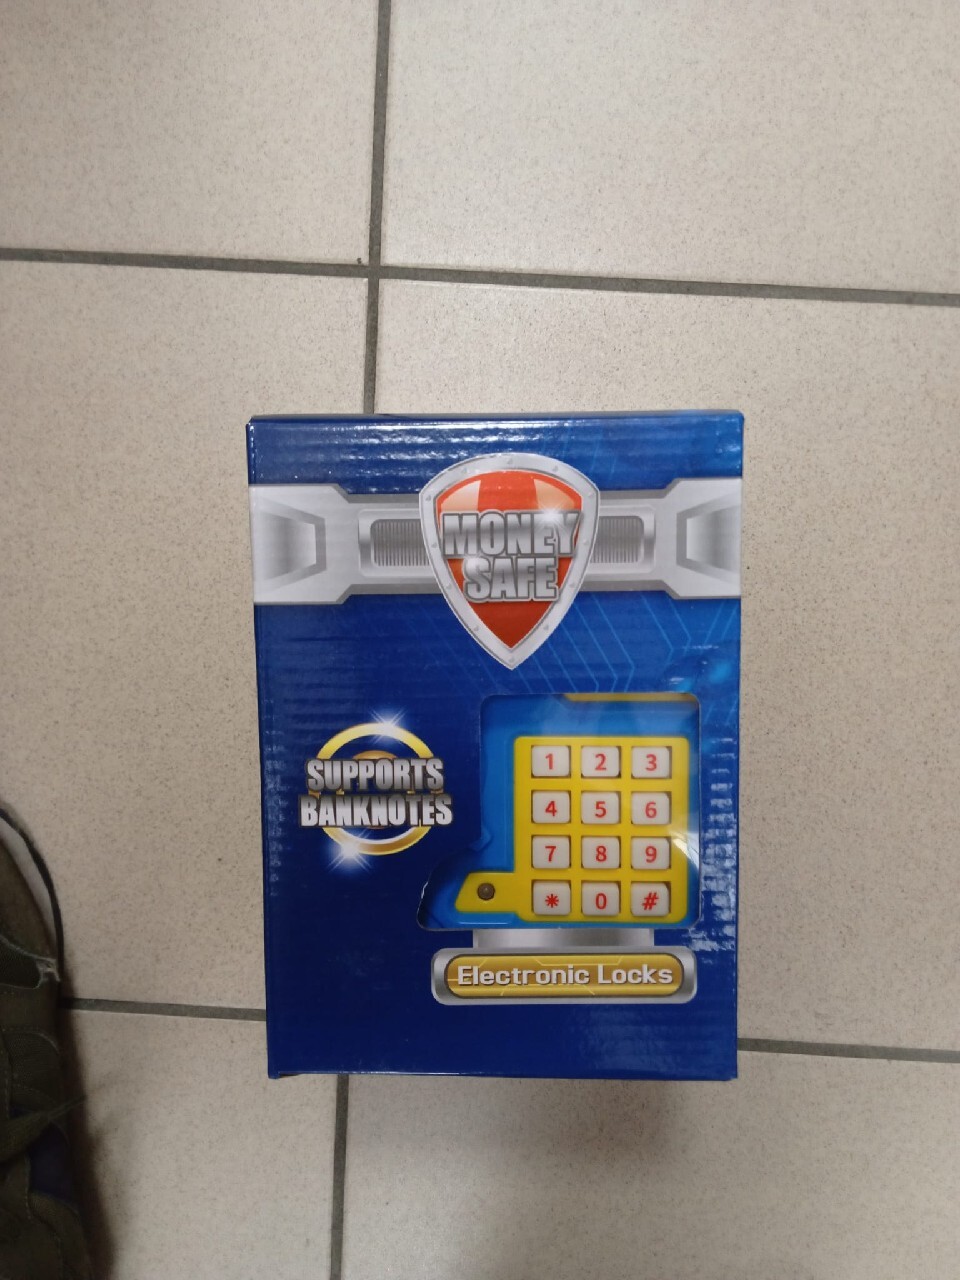 MONEY
SAFE
SUPPORTS
BANKNOTES
1 2 3
4 5 6
7 8 9
* 0 #
Electronic Locks